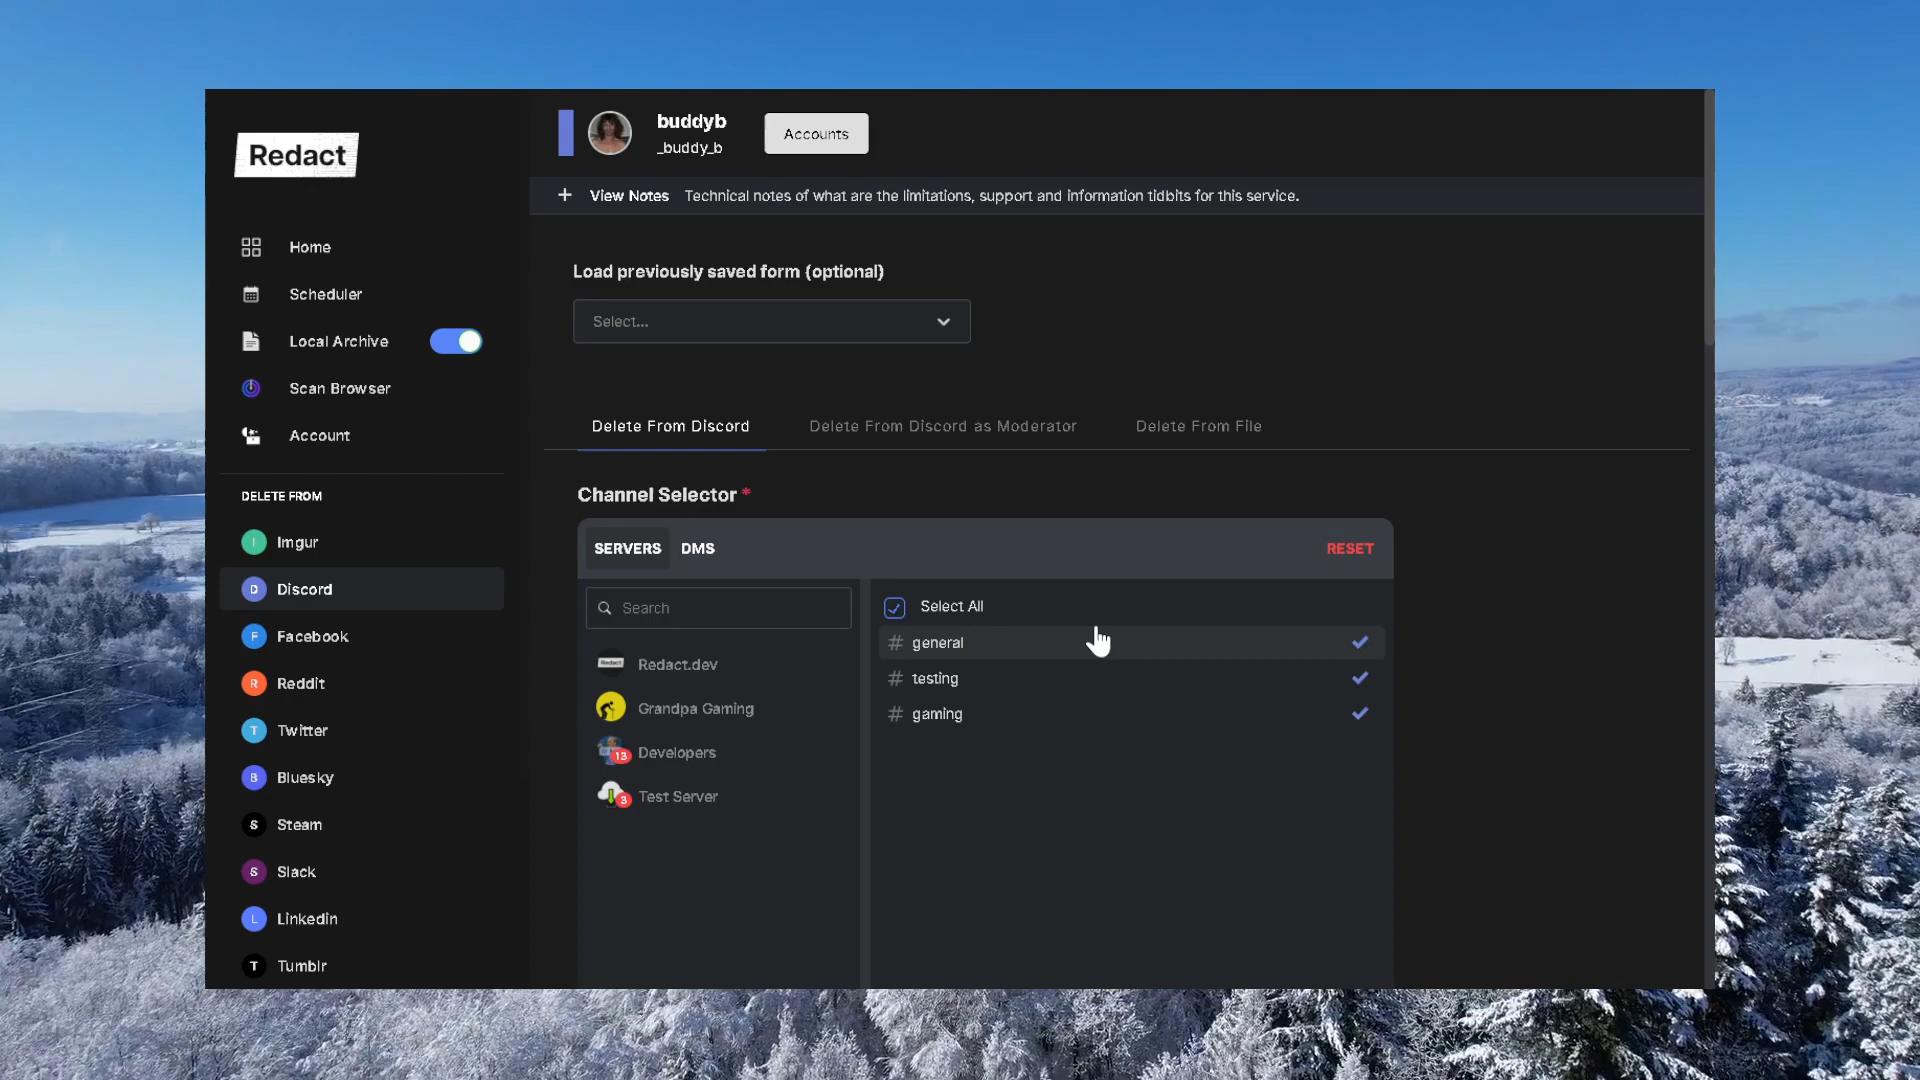 Redact
buddyb
_buddy_b
Accounts
+ View Notes Technical notes of what are the limitations, support and information tidbits for this service.
Home
Scheduler
Local Archive
Scan Browser
Account
DELETE FROM
I Imgur
D Discord
F Facebook
R Reddit
T Twitter
B Bluesky
S Steam
S Slack
L Linkedin
T Tumblr
Load previously saved form (optional)
Select...
Delete From Discord Delete From Discord as Moderator Delete From File
Channel Selector *
SERVERS DMS RESET
Search
Redact Redact.dev
Grandpa Gaming
13 Developers
3 Test Server
Select All
# general
# testing
# gaming